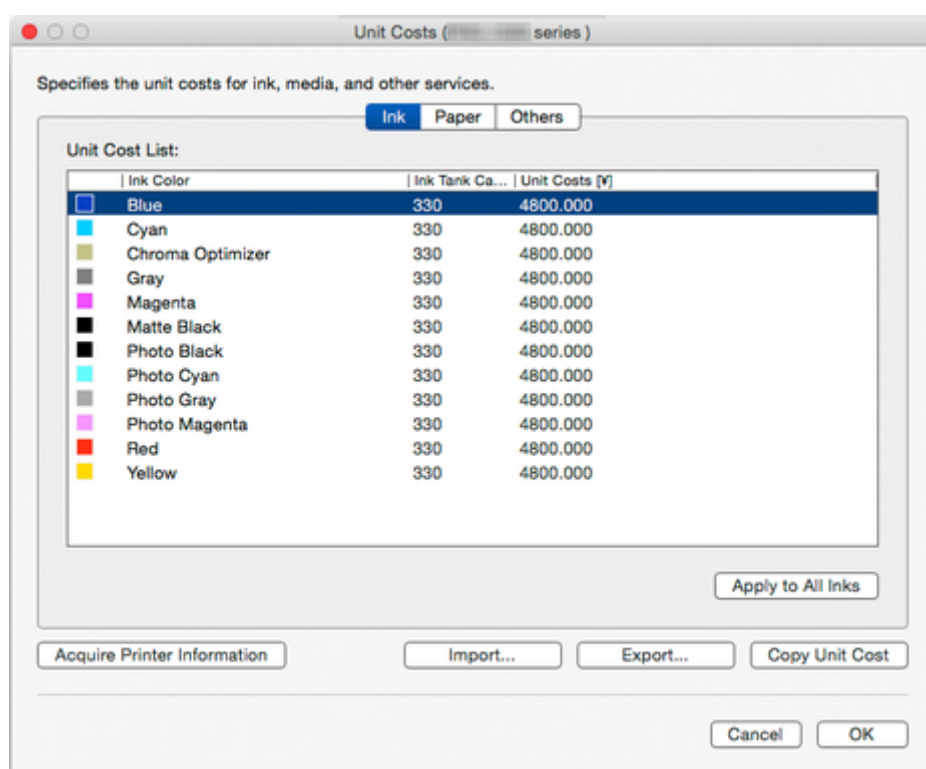 Unit Costs ( series )
Specifies the unit costs for ink, media, and other services.
Ink Paper Others
Unit Cost List:
Ink Color Ink Tank Ca... Unit Costs [¥]
Blue 330 4800.000
Cyan 330 4800.000
Chroma Optimizer 330 4800.000
Gray 330 4800.000
Magenta 330 4800.000
Matte Black 330 4800.000
Photo Black 330 4800.000
Photo Cyan 330 4800.000
Photo Gray 330 4800.000
Photo Magenta 330 4800.000
Red 330 4800.000
Yellow 330 4800.000
Apply to All Inks
Acquire Printer Information Import... Export... Copy Unit Cost
Cancel OK